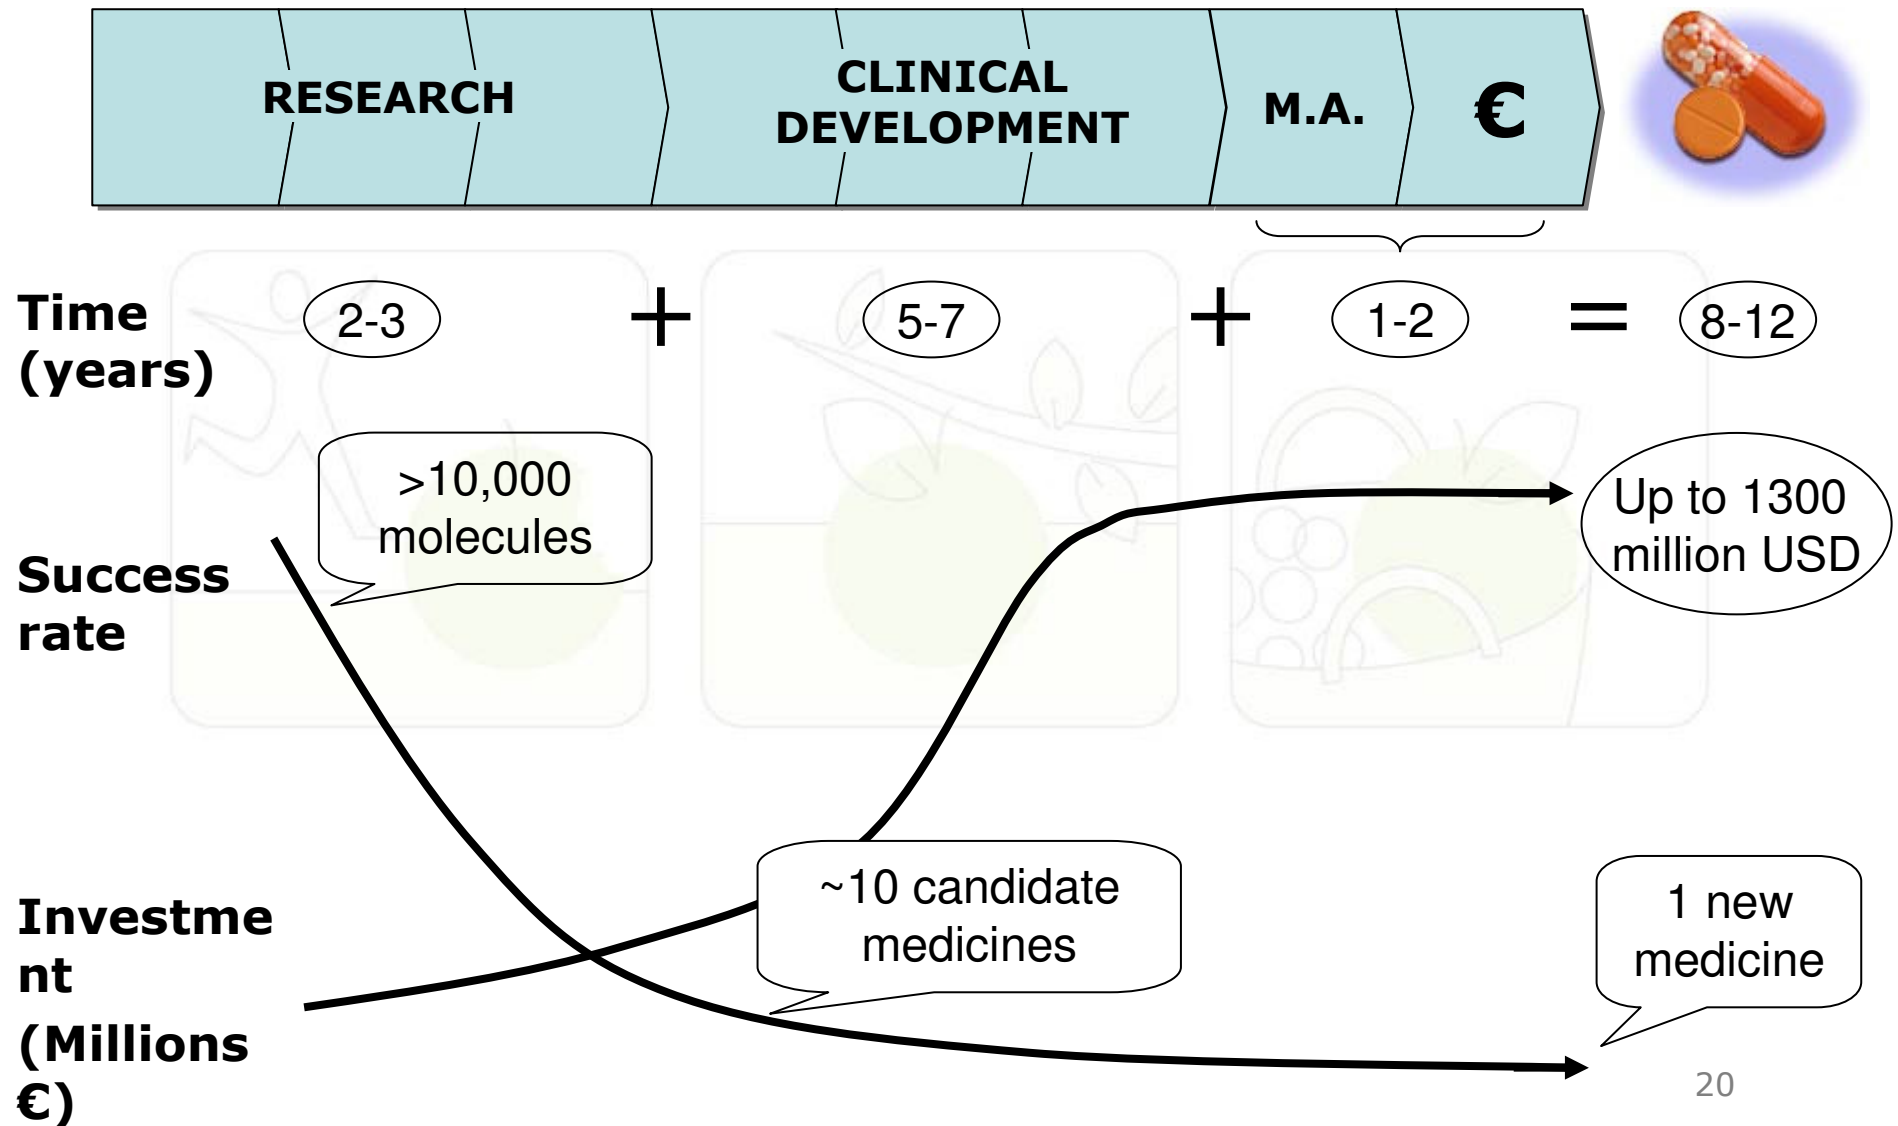 RESEARCH
CLINICAL
DEVELOPMENT
M.A.
€
Time
(years)
2-3
+
5-7
+
1-2
=
8-12
>10,000
molecules
Up to 1300
million USD
Success
rate
~10 candidate
medicines
1 new
medicine
Investme
nt
(Millions
€)
20